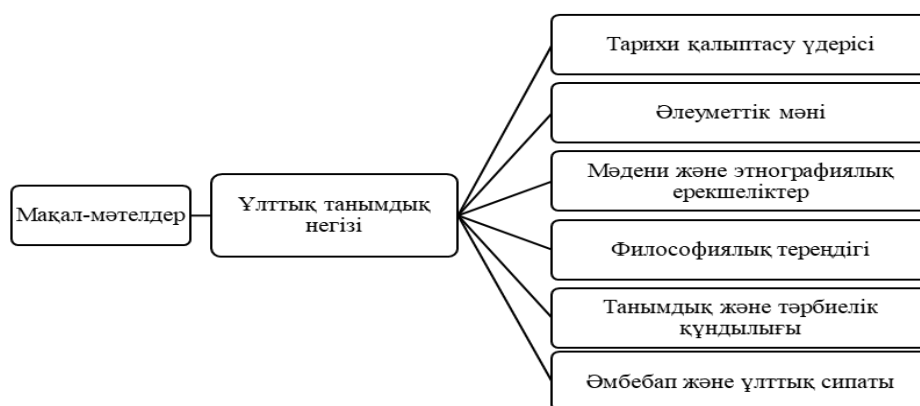 Мақал-мәтелдер
Ұлттық танымдық
негізі
Тарихи қалыптасу үдерісі
Әлеуметтік мәні
Мәдени және этнографиялық
ерекшеліктер
Философиялық тереңдігі
Танымдық және тәрбиелік
құндылығы
Әмбебап және ұлттық сипаты